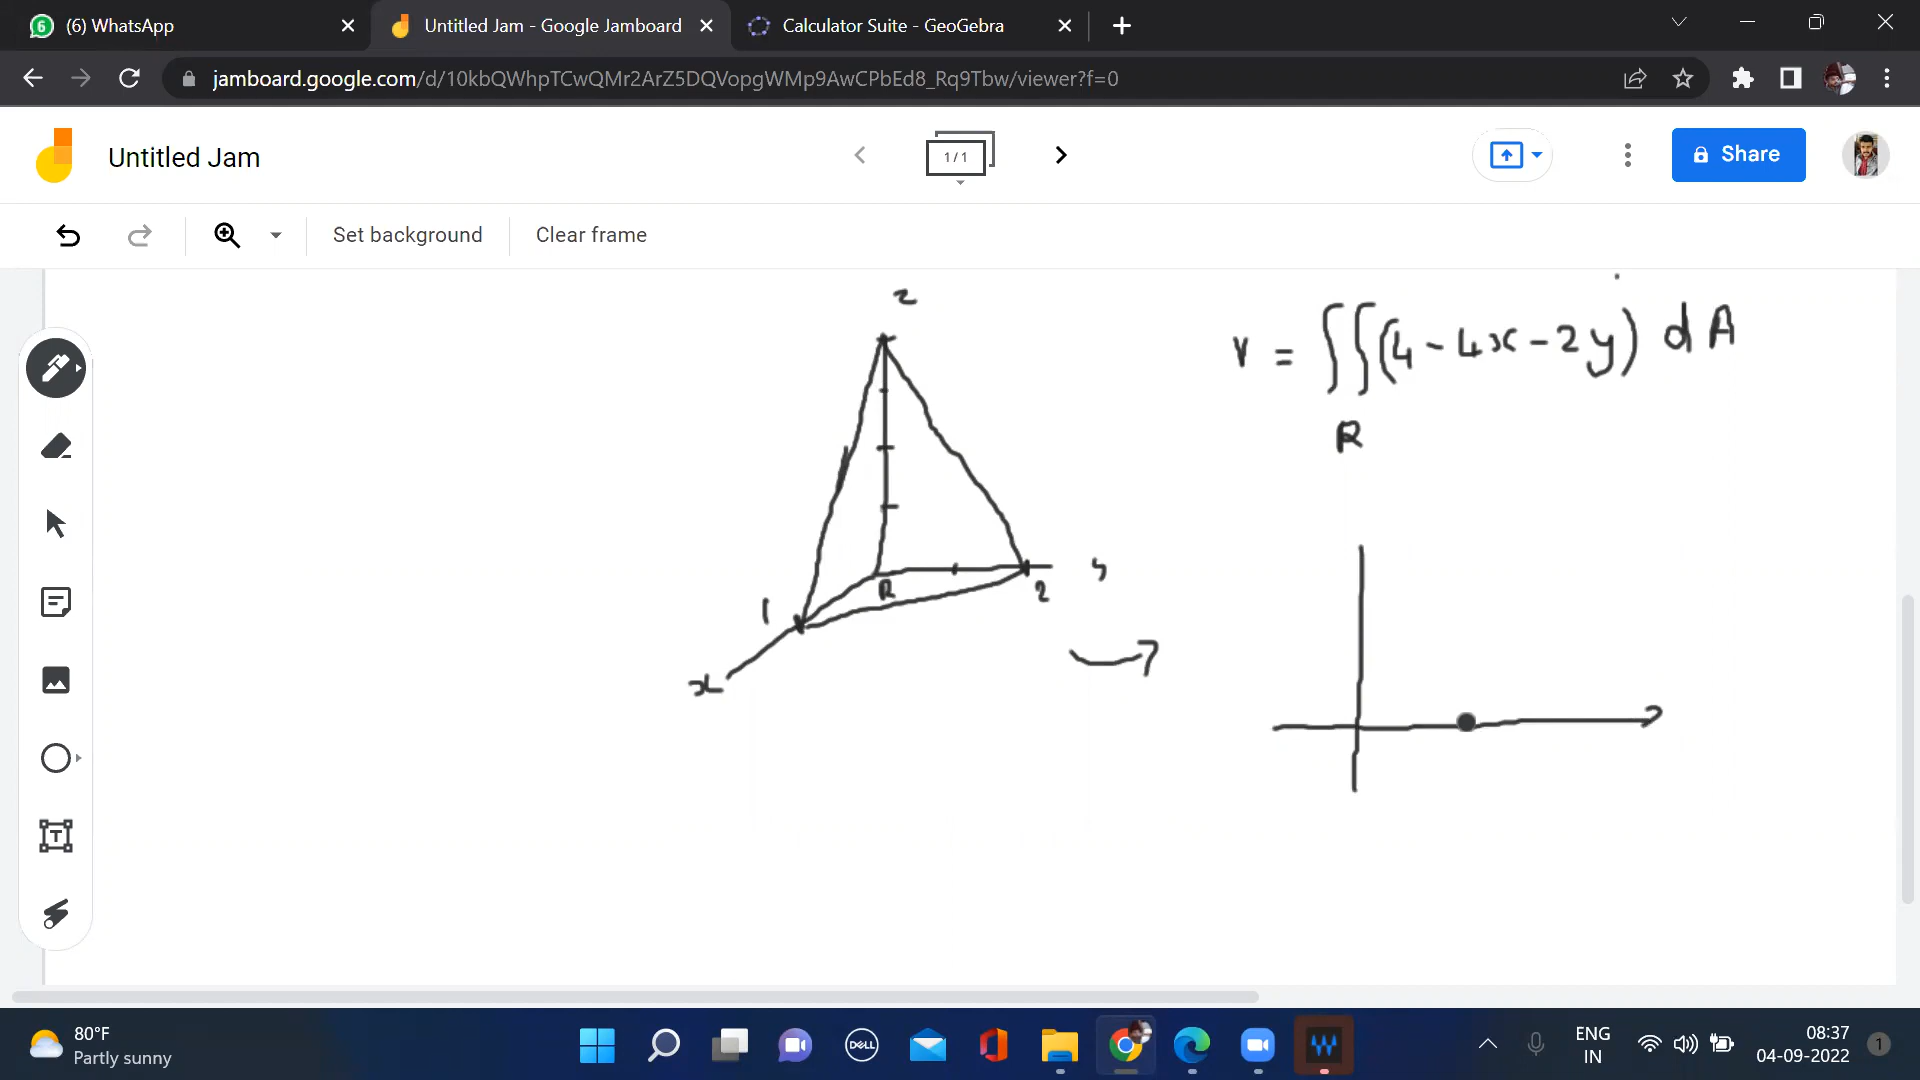 (6) WhatsApp
Untitled Jam - Google Jamboard
Calculator Suite - GeoGebra
jamboard.google.com/d/10kbQWhpTCwQMr2ArZ5DQVopgWMp9AwCPbEd8_Rq9Tbw/viewer?f=0
Untitled Jam
1 / 1
Share
Set background
Clear frame
z
V = ∬(4-4x-2y) dA
R
R
y
1
2
x
80°F
Partly sunny
DELL
ENG
IN
08:37
04-09-2022
1